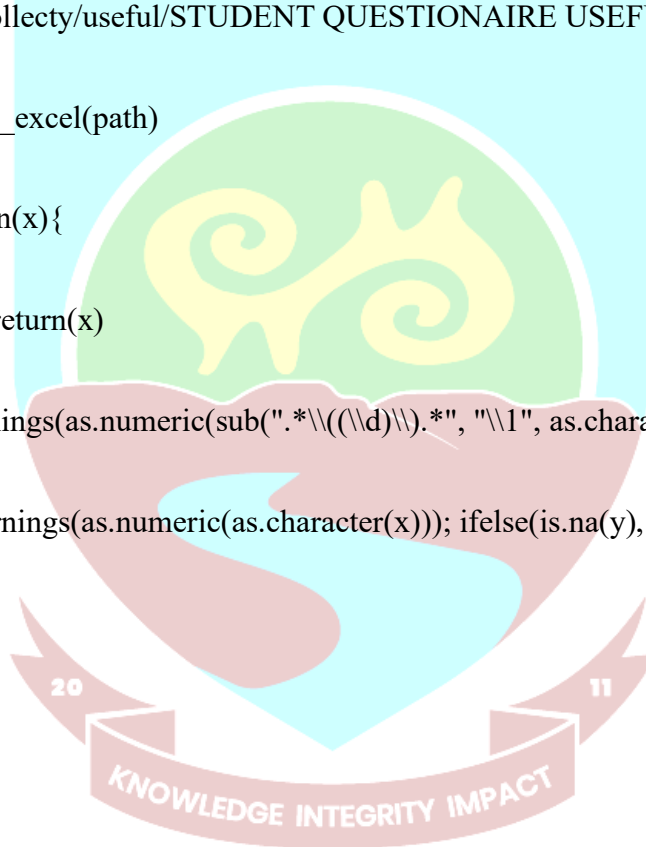 ollecty/useful/STUDENT QUESTIONAIRE USEF
_excel(path)
n(x){
return(x)
ings(as.numeric(sub(".*\\((\\d)\\).*", "\\1", as.chara
rnings(as.numeric(as.character(x))); ifelse(is.na(y),
20
11
KNOWLEDGE INTEGRITY IMPACT